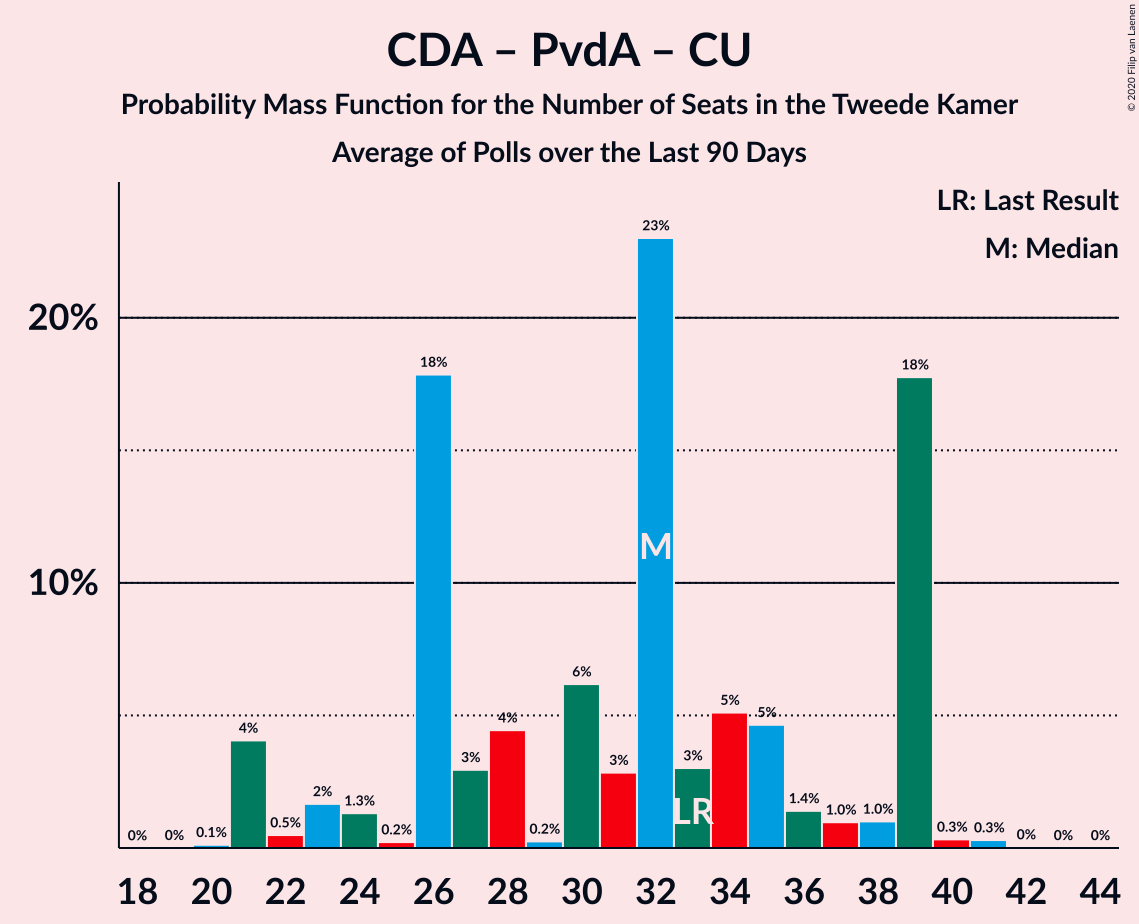 CDA – PvdA – CU
Probability Mass Function for the Number of Seats in the Tweede Kamer
Average of Polls over the Last 90 Days
© 2020 Filip van Laenen
LR: Last Result
M: Median
20%
10%
0% 0% 0.1% 4% 0.5% 2% 1.3% 0.2% 18% 3% 4% 0.2% 6% 3% 23% 3% 5% 5% 1.4% 1.0% 1.0% 18% 0.3% 0.3% 0% 0% 0%
M
LR
18 20 22 24 26 28 30 32 34 36 38 40 42 44